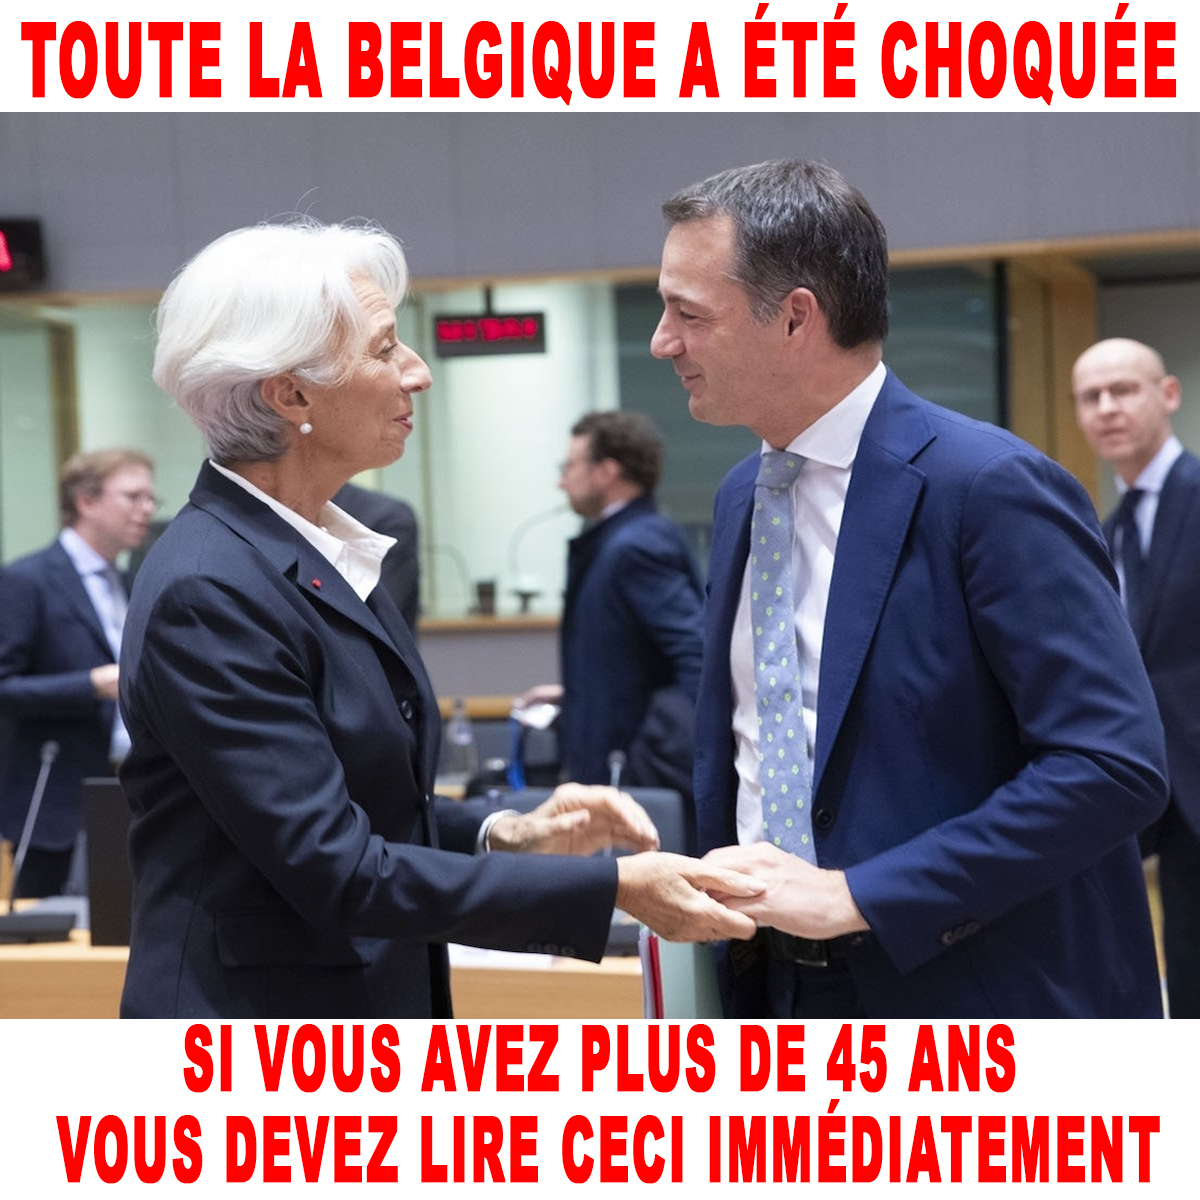 TOUTE LA BELGIQUE A ÉTÉ CHOQUÉE
SI VOUS AVEZ PLUS DE 45 ANS
VOUS DEVEZ LIRE CECI IMMÉDIATEMENT